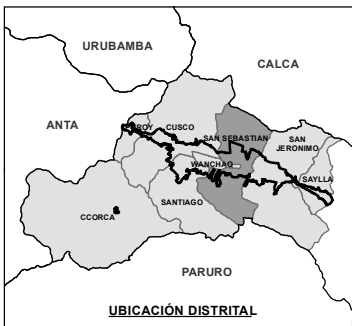 URUBAMBA
CALCA
ANTA
CUSCO
SAN SEBASTIAN
SAN
JERONIMO
WANCHAQ
SAYLLA
CCORCA
SANTIAGO
PARURO
UBICACIÓN DISTRITAL